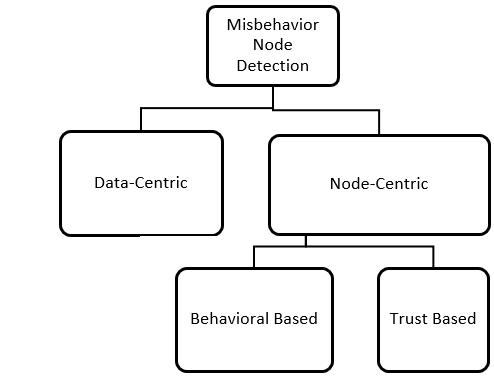 Misbehavior
Node
Detection
Data-Centric
Node-Centric
Behavioral Based
Trust Based